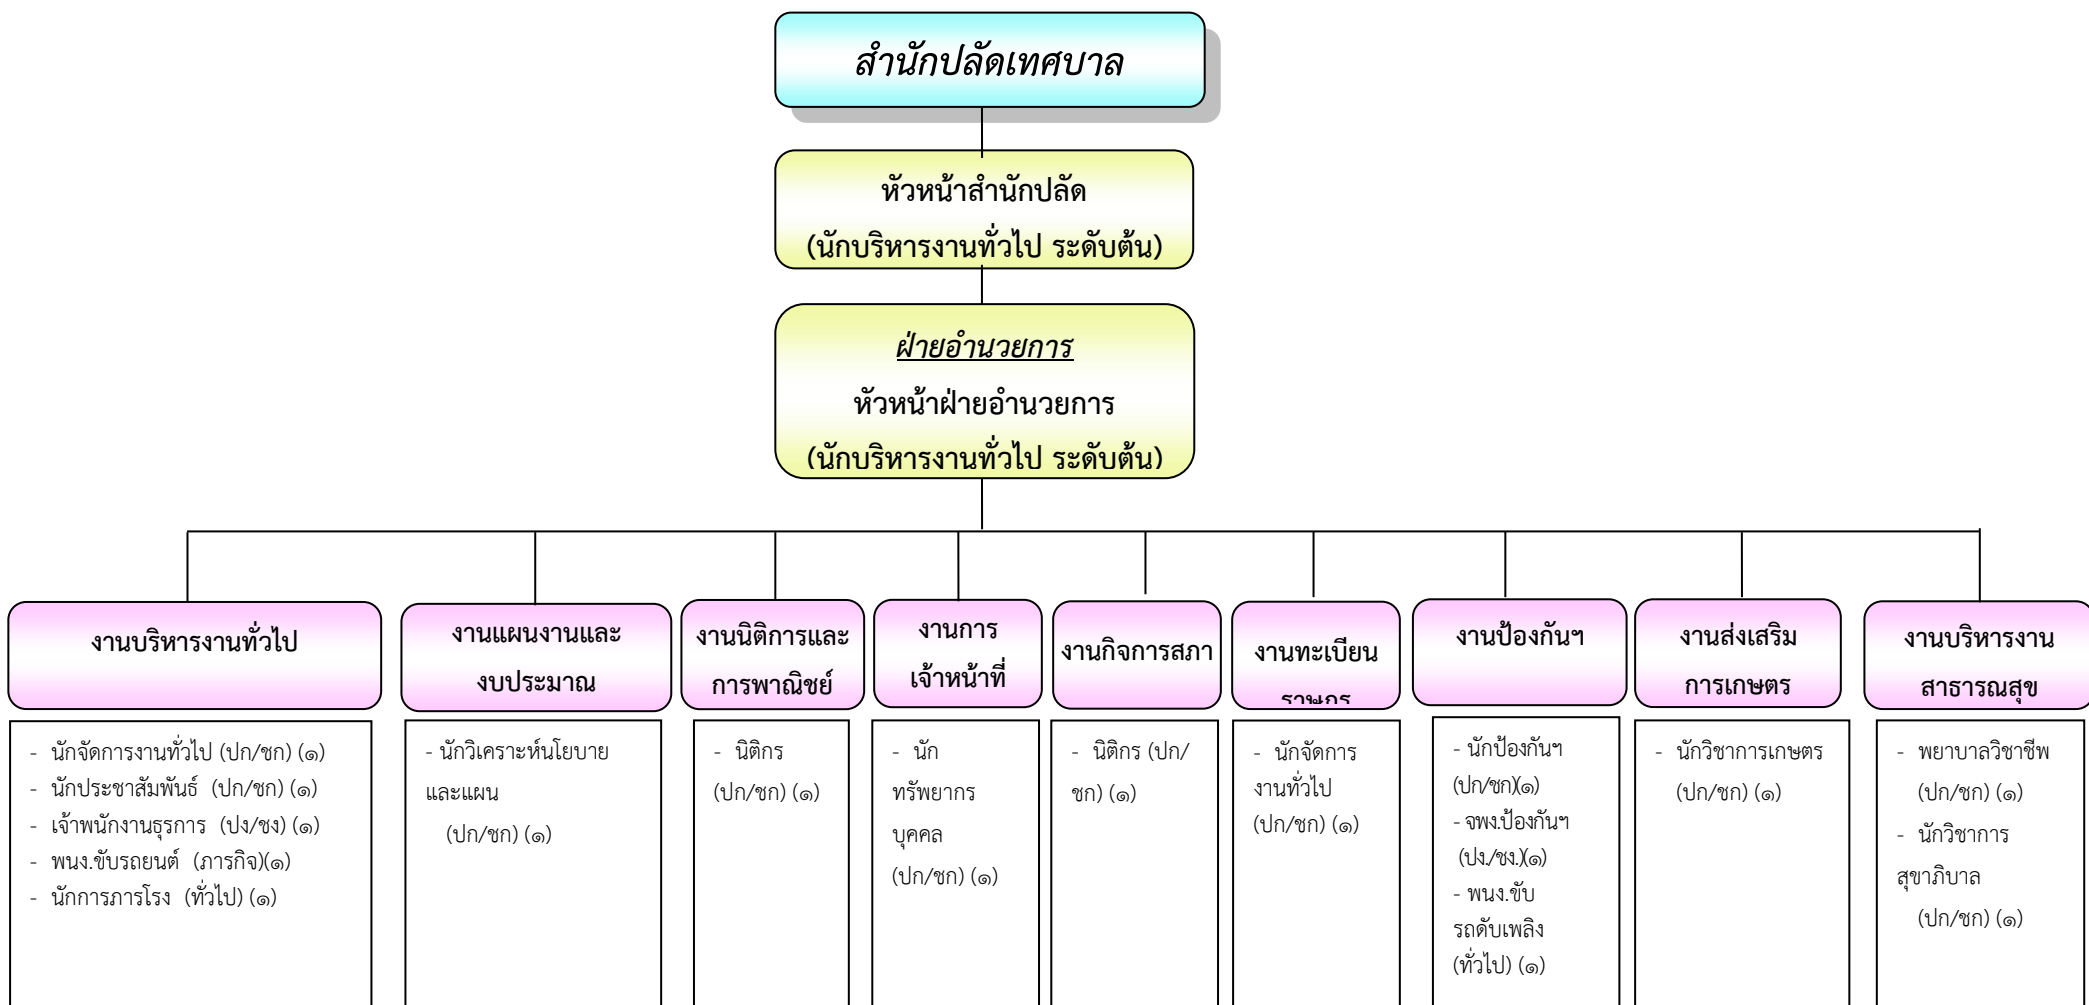 สำนักปลัดเทศบาล
หัวหน้าสำนักปลัด
(นักบริหารงานทั่วไป ระดับต้น)
ฝ่ายอำนวยการ
หัวหน้าฝ่ายอำนวยการ
(นักบริหารงานทั่วไป ระดับต้น)
งานบริหารงานทั่วไป
- นักจัดการงานทั่วไป (ปก/ชก) (๑)
- นักประชาสัมพันธ์ (ปก/ชก) (๑)
- เจ้าพนักงานธุรการ (ปง/ชง) (๑)
- พนง.ขับรถยนต์ (ภารกิจ)(๑)
- นักการภารโรง (ทั่วไป) (๑)
งานแผนงานและ
งบประมาณ
- นักวิเคราะห์นโยบาย
และแผน
(ปก/ชก) (๑)
งานนิติการและ
การพาณิชย์
- นิติกร
(ปก/ชก) (๑)
งานการ
เจ้าหน้าที่
- นัก
ทรัพยากร
บุคคล
(ปก/ชก) (๑)
งานกิจการสภา
- นิติกร (ปก/
ชก) (๑)
งานทะเบียน
ราษฎร
- นักจัดการ
งานทั่วไป
(ปก/ชก) (๑)
งานป้องกันฯ
- นักป้องกันฯ
(ปก/ชก)(๑)
- จพง.ป้องกันฯ
(ปง./ชง.)(๑)
- พนง.ขับ
รถดับเพลิง
(ทั่วไป) (๑)
งานส่งเสริม
การเกษตร
- นักวิชาการเกษตร
(ปก/ชก) (๑)
งานบริหารงาน
สาธารณสุข
- พยาบาลวิชาชีพ
(ปก/ชก) (๑)
- นักวิชาการ
สุขาภิบาล
(ปก/ชก) (๑)